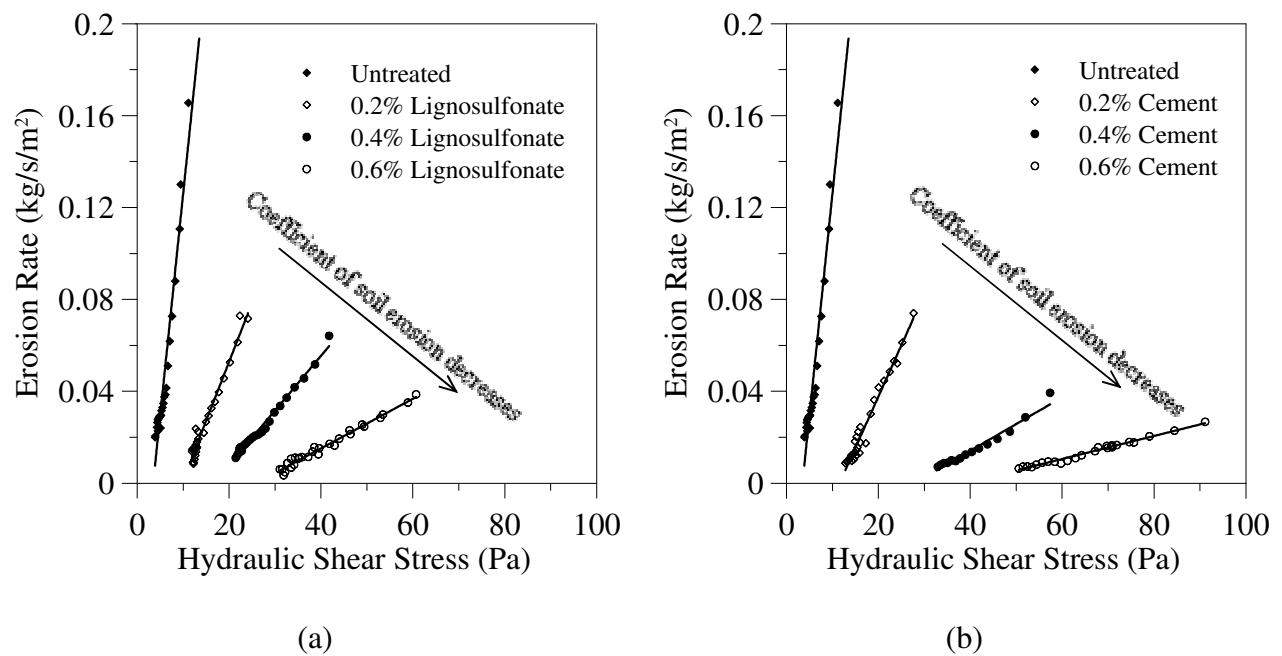 0.2
0.16
0.12
0.08
0.04
0
Erosion Rate (kg/s/m²)
Untreated
0.2% Lignosulfonate
0.4% Lignosulfonate
0.6% Lignosulfonate
Coefficient of soil erosion decreases
0 20 40 60 80 100
Hydraulic Shear Stress (Pa)
(a)
0.2
0.16
0.12
0.08
0.04
0
Erosion Rate (kg/s/m²)
Untreated
0.2% Cement
0.4% Cement
0.6% Cement
Coefficient of soil erosion decreases
0 20 40 60 80 100
Hydraulic Shear Stress (Pa)
(b)